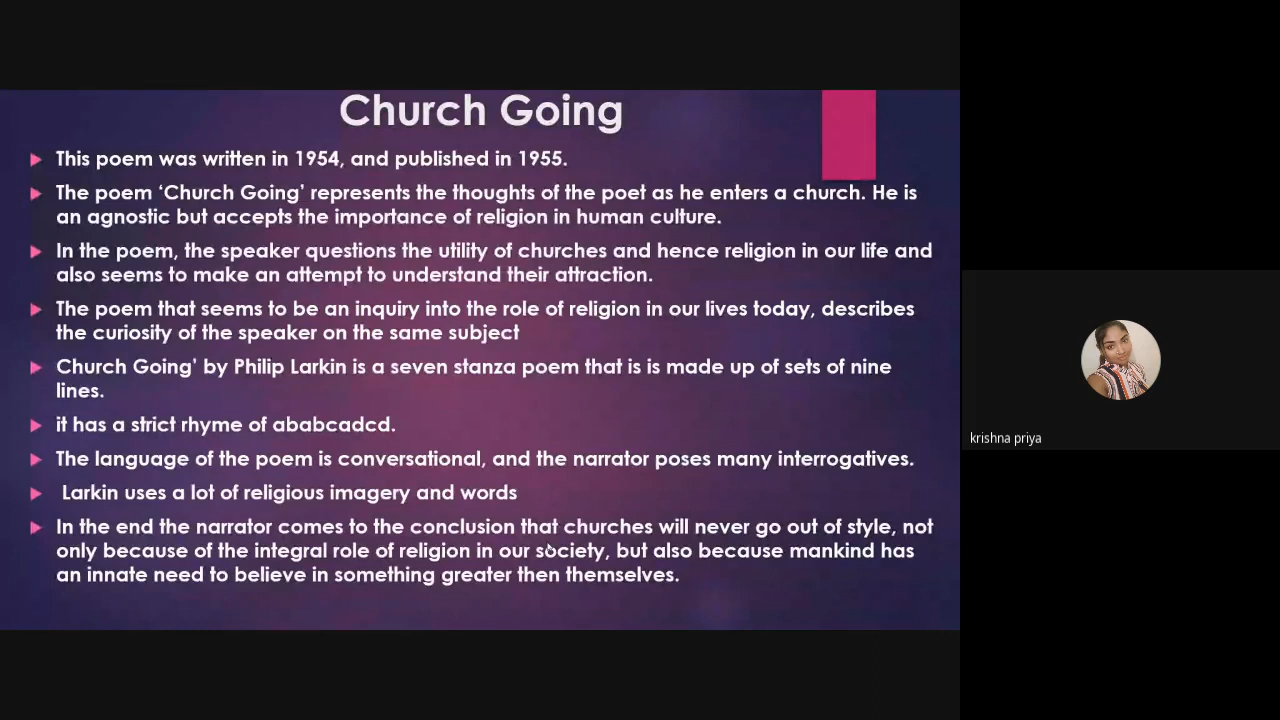 Church Going
This poem was written in 1954, and published in 1955.
The poem ‘Church Going’ represents the thoughts of the poet as he enters a church. He is
an agnostic but accepts the importance of religion in human culture.
In the poem, the speaker questions the utility of churches and hence religion in our life and
also seems to make an attempt to understand their attraction.
The poem that seems to be an inquiry into the role of religion in our lives today, describes
the curiosity of the speaker on the same subject
Church Going’ by Philip Larkin is a seven stanza poem that is is made up of sets of nine
lines.
it has a strict rhyme of ababcadcd.
The language of the poem is conversational, and the narrator poses many interrogatives.
Larkin uses a lot of religious imagery and words
In the end the narrator comes to the conclusion that churches will never go out of style, not
only because of the integral role of religion in our society, but also because mankind has
an innate need to believe in something greater then themselves.
krishna priya